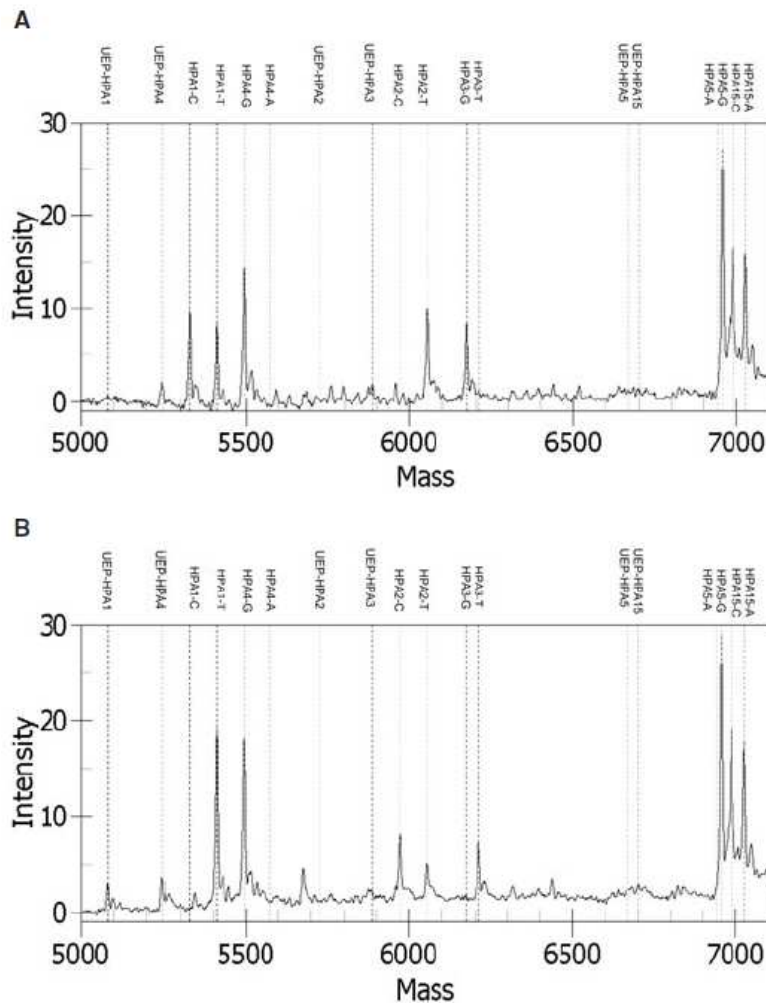 A
UEP-HPA1
UEP-HPA4
HPA1-C
HPA1-T
HPA4-G
HPA4-A
UEP-HPA2
UEP-HPA3
HPA2-C
HPA2-T
HPA3-G
HPA3-T
UEP-HPA5
UEP-HPA15
HPA5-A
HPA5-G
HPA15-C
HPA15-A
30
20
10
0
Intensity
5000 5500 6000 6500 7000
Mass
B
UEP-HPA1
UEP-HPA4
HPA1-C
HPA1-T
HPA4-G
HPA4-A
UEP-HPA2
UEP-HPA3
HPA2-C
HPA2-T
HPA3-G
HPA3-T
UEP-HPA5
UEP-HPA15
HPA5-A
HPA5-G
HPA15-C
HPA15-A
30
20
10
0
Intensity
5000 5500 6000 6500 7000
Mass